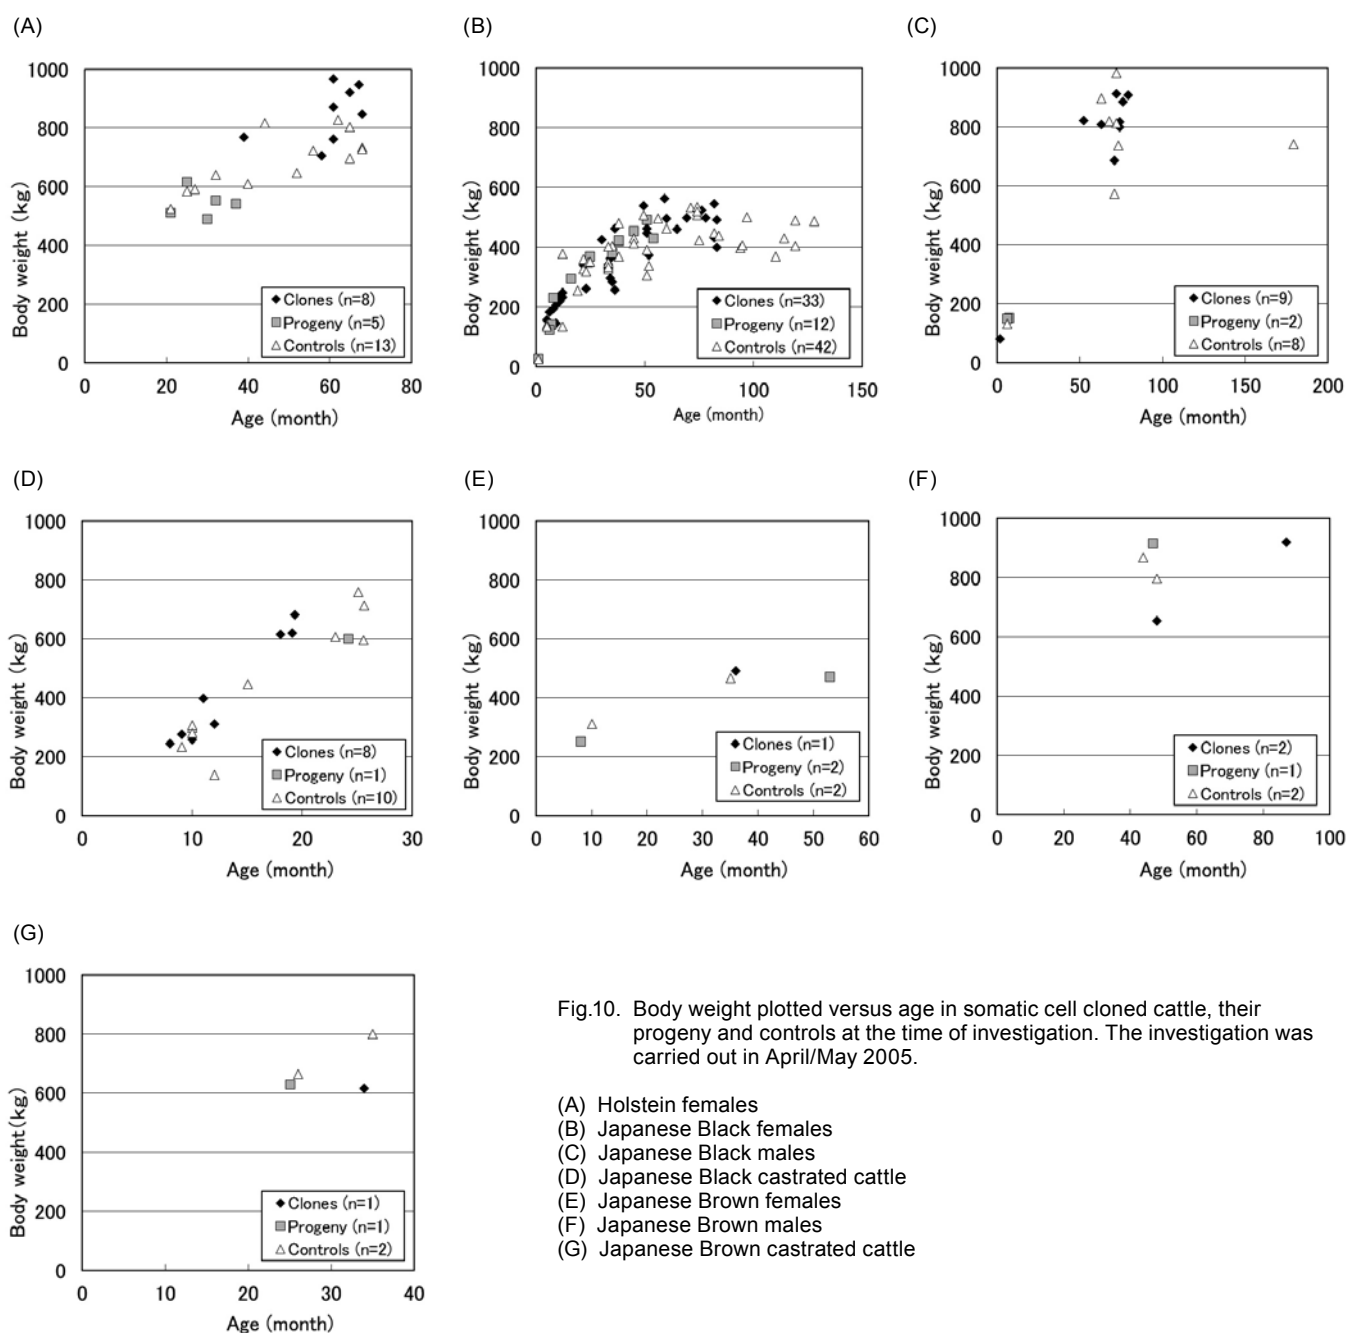 (A)
(B)
(C)
1000
800
600
400
200
0
0 20 40 60 80
Body weight (kg)
Age (month)
Clones (n=8)
Progeny (n=5)
Controls (n=13)
1000
800
600
400
200
0
0 50 100 150
Body weight (kg)
Age (month)
Clones (n=33)
Progeny (n=12)
Controls (n=42)
1000
800
600
400
200
0
0 50 100 150 200
Body weight (kg)
Age (month)
Clones (n=9)
Progeny (n=2)
Controls (n=8)
(D)
(E)
(F)
1000
800
600
400
200
0
0 10 20 30
Body weight (kg)
Age (month)
Clones (n=8)
Progeny (n=1)
Controls (n=10)
1000
800
600
400
200
0
0 10 20 30 40 50 60
Body weight (kg)
Age (month)
Clones (n=1)
Progeny (n=2)
Controls (n=2)
1000
800
600
400
200
0
0 20 40 60 80 100
Body weight (kg)
Age (month)
Clones (n=2)
Progeny (n=1)
Controls (n=2)
(G)
1000
800
600
400
200
0
0 10 20 30 40
Body weight(kg)
Age (month)
Clones (n=1)
Progeny (n=1)
Controls (n=2)
Fig.10. Body weight plotted versus age in somatic cell cloned cattle, their
progeny and controls at the time of investigation. The investigation was
carried out in April/May 2005.
(A) Holstein females
(B) Japanese Black females
(C) Japanese Black males
(D) Japanese Black castrated cattle
(E) Japanese Brown females
(F) Japanese Brown males
(G) Japanese Brown castrated cattle